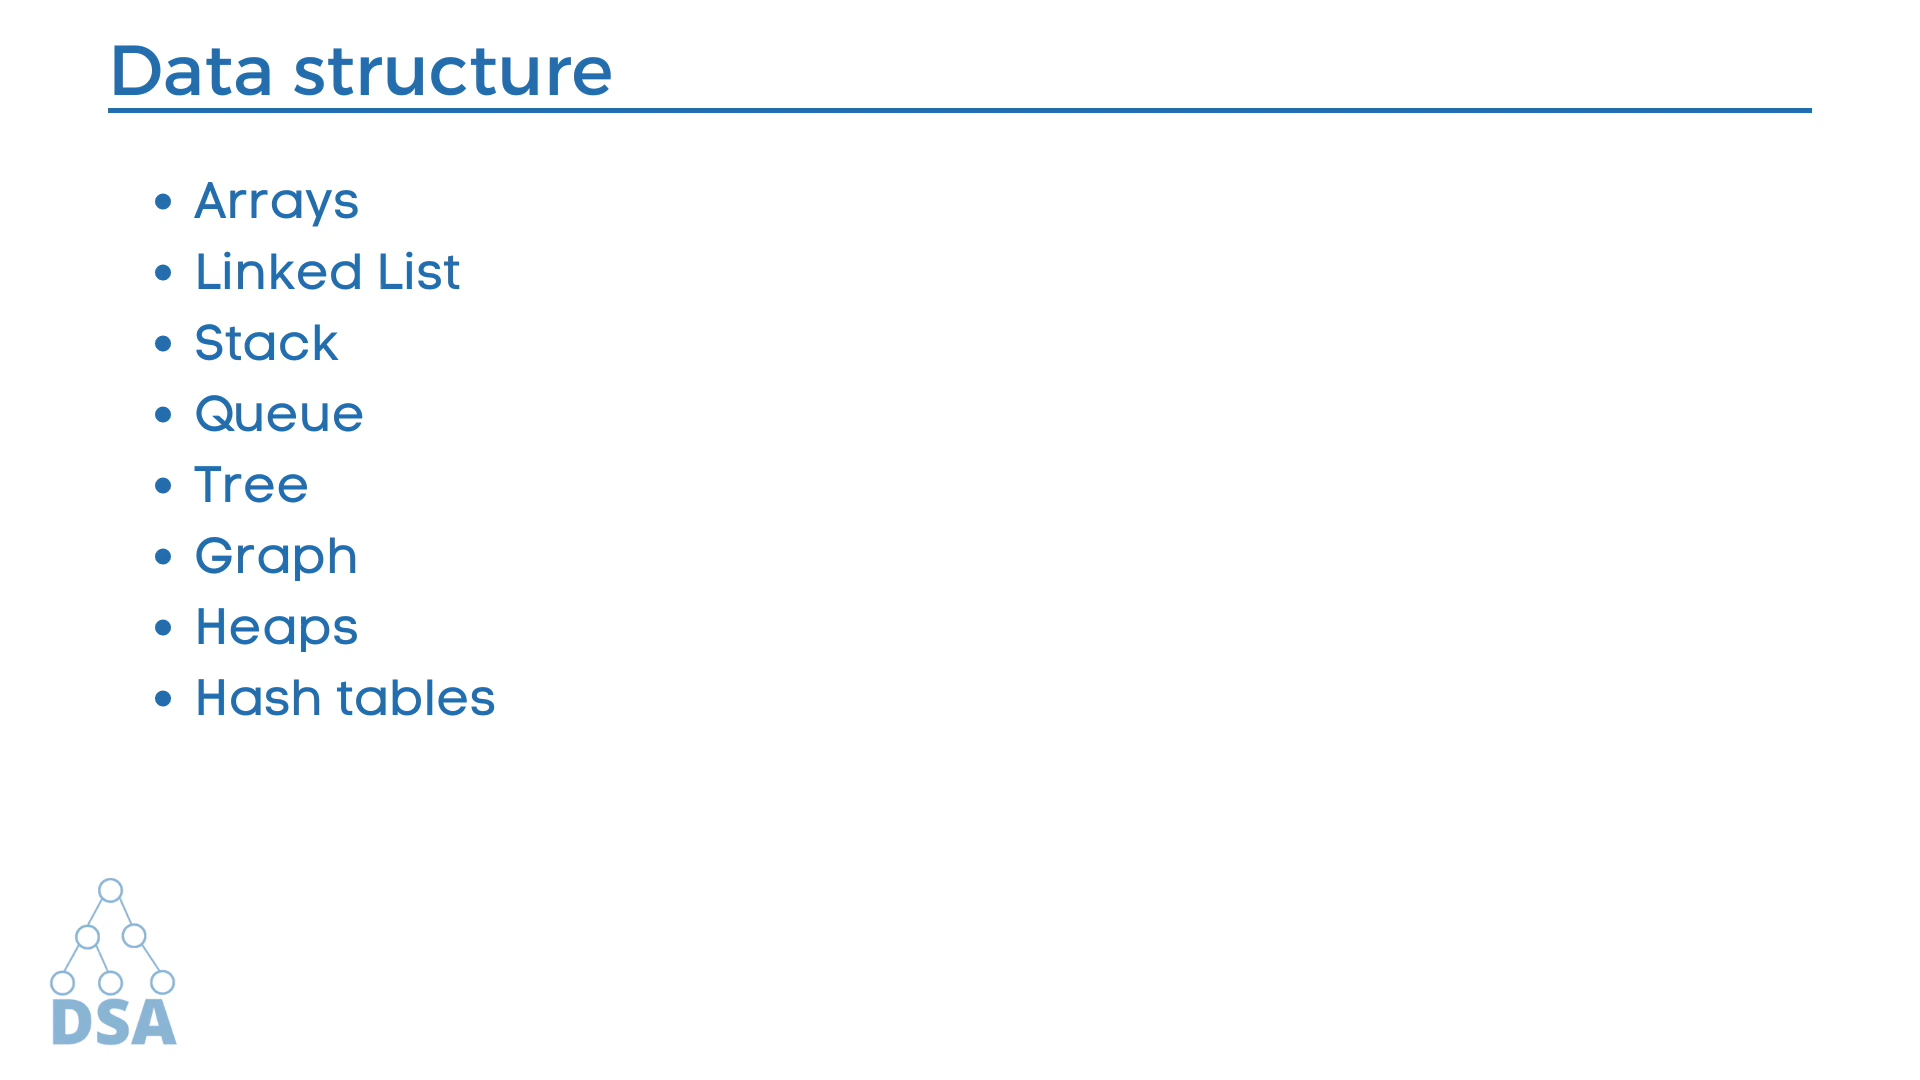 Data structure
Arrays
Linked List
Stack
Queue
Tree
Graph
Heaps
Hash tables
DSA